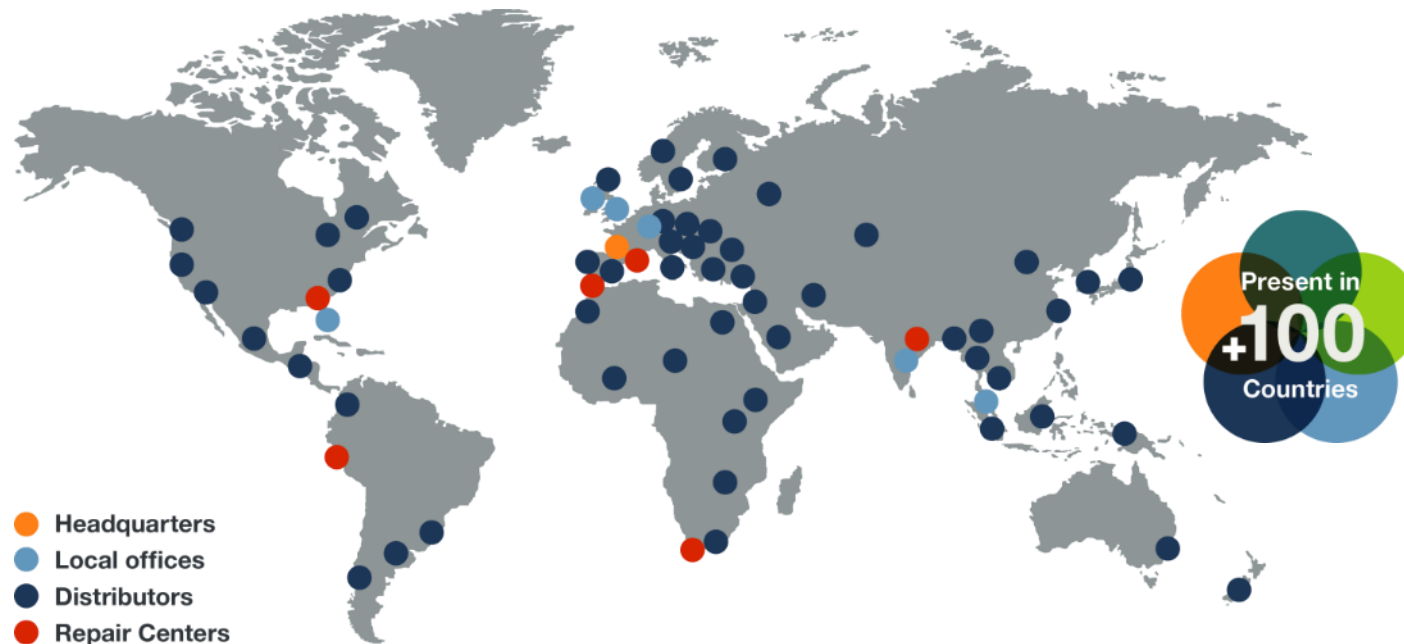 Present in
+100
Countries
Headquarters
Local offices
Distributors
Repair Centers